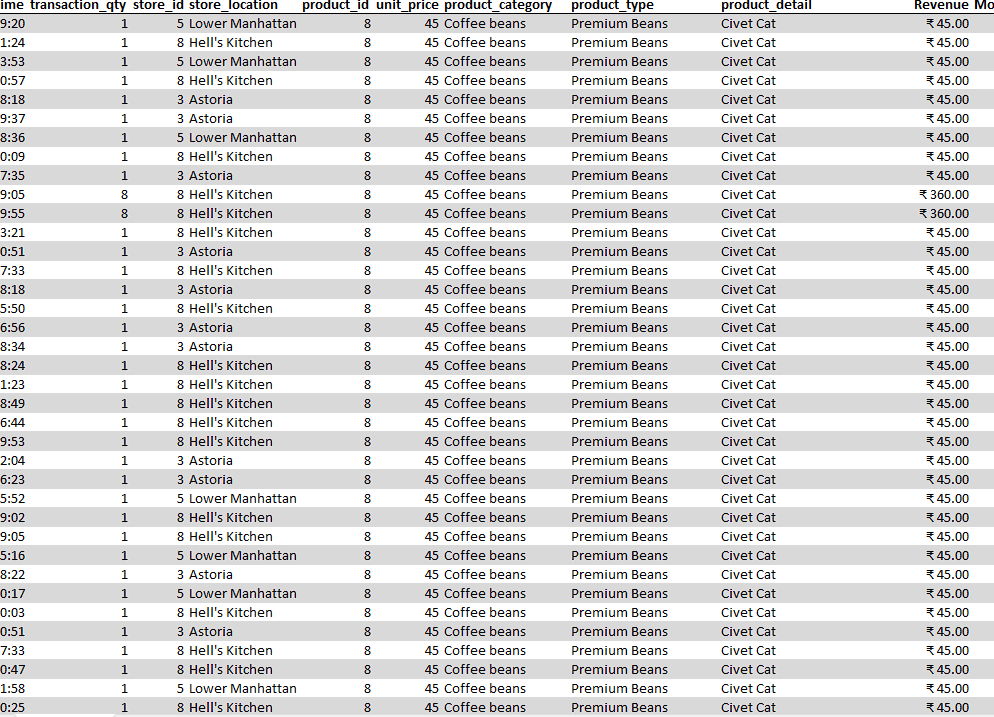 ime transaction_qty store_id store_location product_id unit_price product_category product_type product_detail Revenue Mo
9:20 1 5 Lower Manhattan 8 45 Coffee beans Premium Beans Civet Cat ₹ 45.00
1:24 1 8 Hell's Kitchen 8 45 Coffee beans Premium Beans Civet Cat ₹ 45.00
3:53 1 5 Lower Manhattan 8 45 Coffee beans Premium Beans Civet Cat ₹ 45.00
0:57 1 8 Hell's Kitchen 8 45 Coffee beans Premium Beans Civet Cat ₹ 45.00
8:18 1 3 Astoria 8 45 Coffee beans Premium Beans Civet Cat ₹ 45.00
9:37 1 3 Astoria 8 45 Coffee beans Premium Beans Civet Cat ₹ 45.00
8:36 1 5 Lower Manhattan 8 45 Coffee beans Premium Beans Civet Cat ₹ 45.00
0:09 1 8 Hell's Kitchen 8 45 Coffee beans Premium Beans Civet Cat ₹ 45.00
7:35 1 3 Astoria 8 45 Coffee beans Premium Beans Civet Cat ₹ 45.00
9:05 8 8 Hell's Kitchen 8 45 Coffee beans Premium Beans Civet Cat ₹ 360.00
9:55 8 8 Hell's Kitchen 8 45 Coffee beans Premium Beans Civet Cat ₹ 360.00
3:21 1 8 Hell's Kitchen 8 45 Coffee beans Premium Beans Civet Cat ₹ 45.00
0:51 1 3 Astoria 8 45 Coffee beans Premium Beans Civet Cat ₹ 45.00
7:33 1 8 Hell's Kitchen 8 45 Coffee beans Premium Beans Civet Cat ₹ 45.00
8:18 1 3 Astoria 8 45 Coffee beans Premium Beans Civet Cat ₹ 45.00
5:50 1 8 Hell's Kitchen 8 45 Coffee beans Premium Beans Civet Cat ₹ 45.00
6:56 1 3 Astoria 8 45 Coffee beans Premium Beans Civet Cat ₹ 45.00
8:34 1 3 Astoria 8 45 Coffee beans Premium Beans Civet Cat ₹ 45.00
8:24 1 8 Hell's Kitchen 8 45 Coffee beans Premium Beans Civet Cat ₹ 45.00
1:23 1 8 Hell's Kitchen 8 45 Coffee beans Premium Beans Civet Cat ₹ 45.00
8:49 1 8 Hell's Kitchen 8 45 Coffee beans Premium Beans Civet Cat ₹ 45.00
6:44 1 8 Hell's Kitchen 8 45 Coffee beans Premium Beans Civet Cat ₹ 45.00
9:53 1 8 Hell's Kitchen 8 45 Coffee beans Premium Beans Civet Cat ₹ 45.00
2:04 1 3 Astoria 8 45 Coffee beans Premium Beans Civet Cat ₹ 45.00
6:23 1 3 Astoria 8 45 Coffee beans Premium Beans Civet Cat ₹ 45.00
5:52 1 5 Lower Manhattan 8 45 Coffee beans Premium Beans Civet Cat ₹ 45.00
9:02 1 8 Hell's Kitchen 8 45 Coffee beans Premium Beans Civet Cat ₹ 45.00
9:05 1 8 Hell's Kitchen 8 45 Coffee beans Premium Beans Civet Cat ₹ 45.00
5:16 1 5 Lower Manhattan 8 45 Coffee beans Premium Beans Civet Cat ₹ 45.00
8:22 1 3 Astoria 8 45 Coffee beans Premium Beans Civet Cat ₹ 45.00
0:17 1 5 Lower Manhattan 8 45 Coffee beans Premium Beans Civet Cat ₹ 45.00
0:03 1 8 Hell's Kitchen 8 45 Coffee beans Premium Beans Civet Cat ₹ 45.00
0:51 1 3 Astoria 8 45 Coffee beans Premium Beans Civet Cat ₹ 45.00
7:33 1 8 Hell's Kitchen 8 45 Coffee beans Premium Beans Civet Cat ₹ 45.00
0:47 1 8 Hell's Kitchen 8 45 Coffee beans Premium Beans Civet Cat ₹ 45.00
1:58 1 5 Lower Manhattan 8 45 Coffee beans Premium Beans Civet Cat ₹ 45.00
0:25 1 8 Hell's Kitchen 8 45 Coffee beans Premium Beans Civet Cat ₹ 45.00